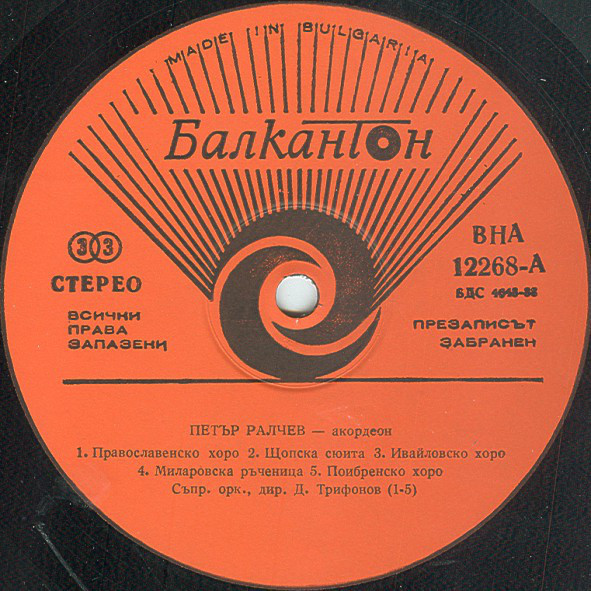 MADE IN BULGARIA
Балкантон
33
СТЕРЕО
ВСИЧКИ
ПРАВА
ЗАПАЗЕНИ
ВНА
12268-А
БДС
ПРЕЗАПИСЪТ
ЗАБРАНЕН
ПЕТЪР РАЛЧЕВ — акордеон
1. Православенско хоро 2. Щопска сюита 3. Ивайловско хоро
4. Миларовска ръченица 5. Поибренско хоро
Съпр. орк., дир. Д. Трифонов (1-5)